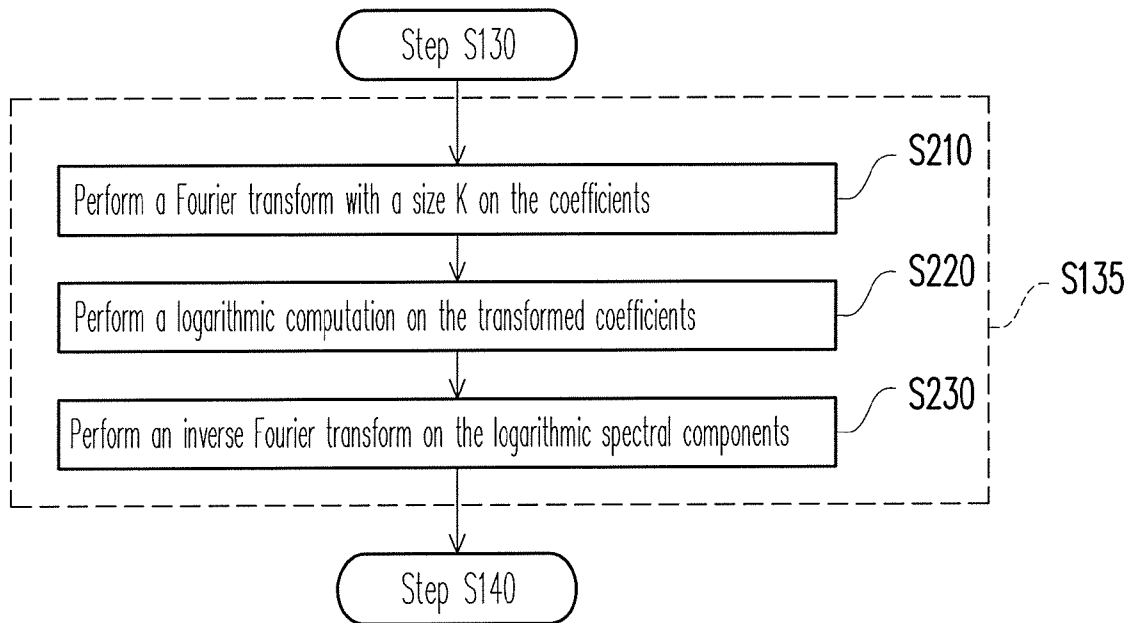 Step S130
S210
Perform a Fourier transform with a size K on the coefficients
S220
Perform a logarithmic computation on the transformed coefficients
S135
S230
Perform an inverse Fourier transform on the logarithmic spectral components
Step S140